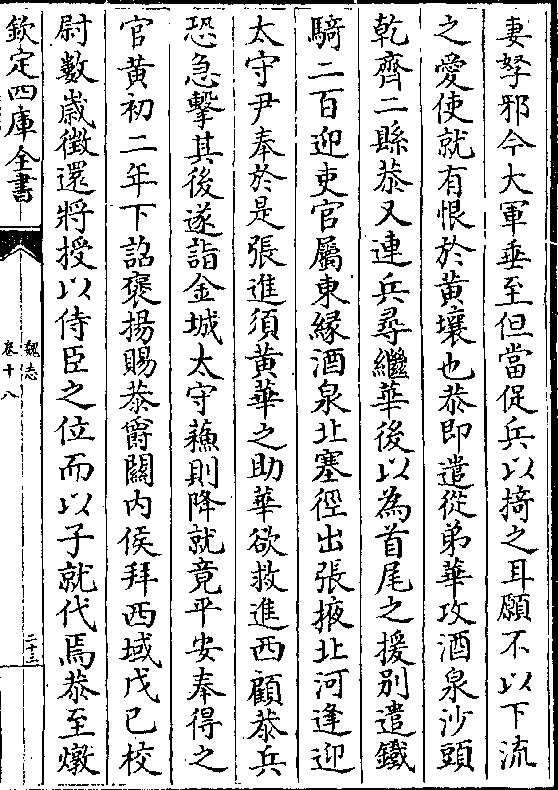 妻孥邪今大軍垂至但當促兵以掎之耳願不以下流
之愛使就有恨於黄壤也恭即遣從弟華攻酒泉沙頭
乾齊二縣恭又連兵尋繼華後以為首尾之援别遣鐵
騎二百迎吏官屬東緣酒泉北塞徑出張掖北河逢迎
太守尹奉於是張進須黄華之助華欲救進西顧恭兵
恐急擊其後遂詣金城太守蘓則降就竟平安奉得之
官黄初二年下詔褒揚賜恭爵關内侯拜西域戊己校
尉數歳徴還將授以侍臣之位而以子就代焉恭至燉
欽定四庫全書
魏志
卷十八
二十三